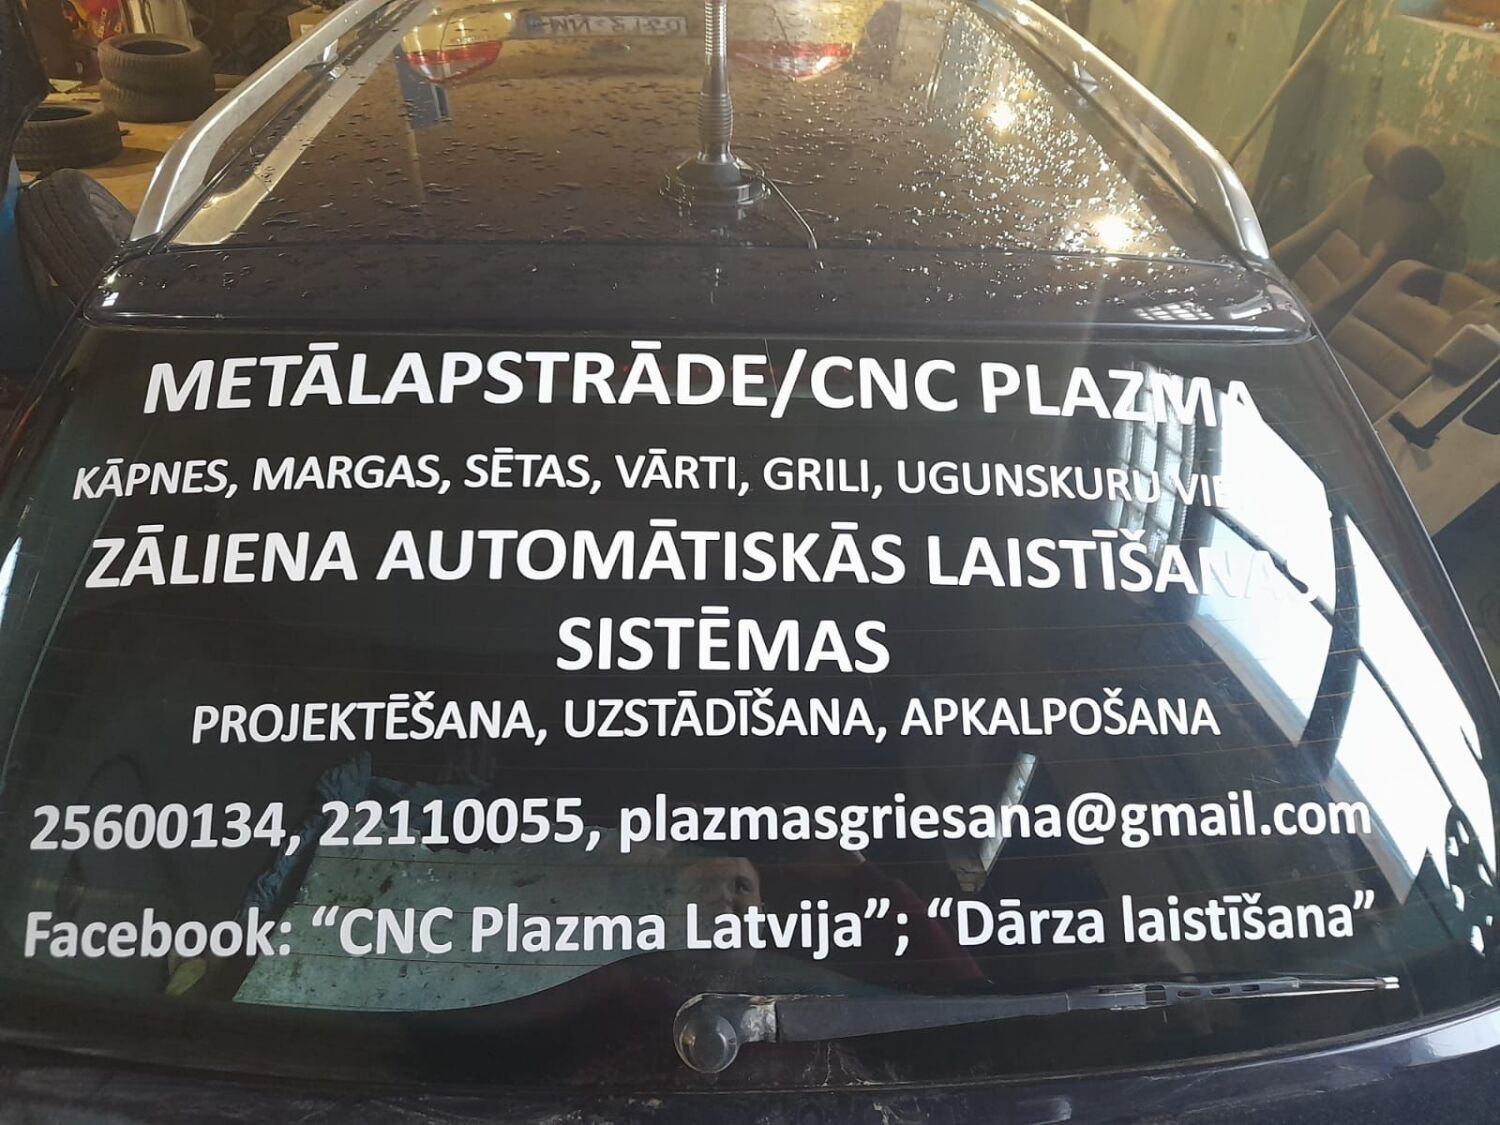 METĀLAPSTRĀDE/CNC PLAZMA
KĀPNES, MARGAS, SĒTAS, VĀRTI, GRILI, UGUNSKURU
ZĀLIENA AUTOMĀTISKĀS LAISTĪŠANAS
SISTĒMAS
PROJEKTĒŠANA, UZSTĀDĪŠANA, APKALPOŠANA
25600134, 22110055, plazmasgriesana@gmail.com
Facebook: “CNC Plazma Latvija”; “Dārza laistīšana”